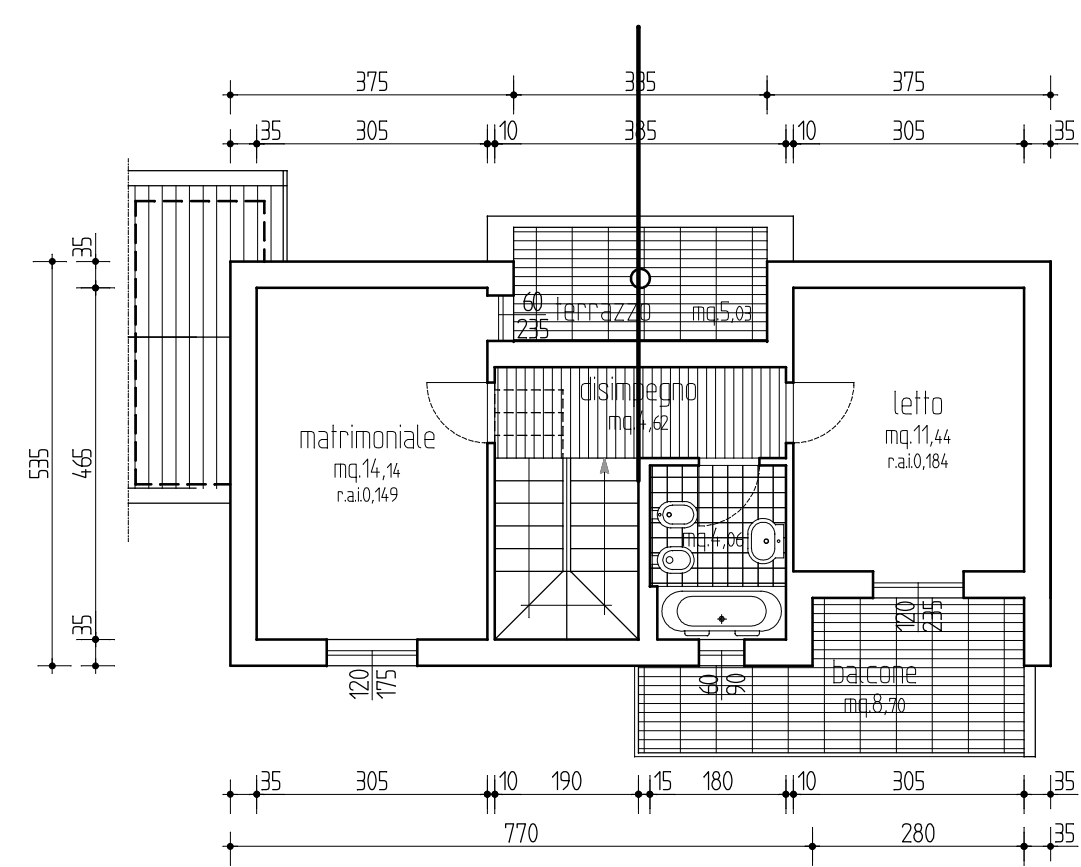 375 335 375
35 305 10 385 10 305 35
35
535
465
35
60
235
terrazzo mq.5,03
disimpegno
mq.4,62
matrimoniale
mq.14,14
r.a.i.0,149
letto
mq.11,44
r.a.i.0,184
mq.4,06
120
235
120
175
60
90
balcone
mq.8,70
35 305 10 190 15 180 10 305 35
770 280 35